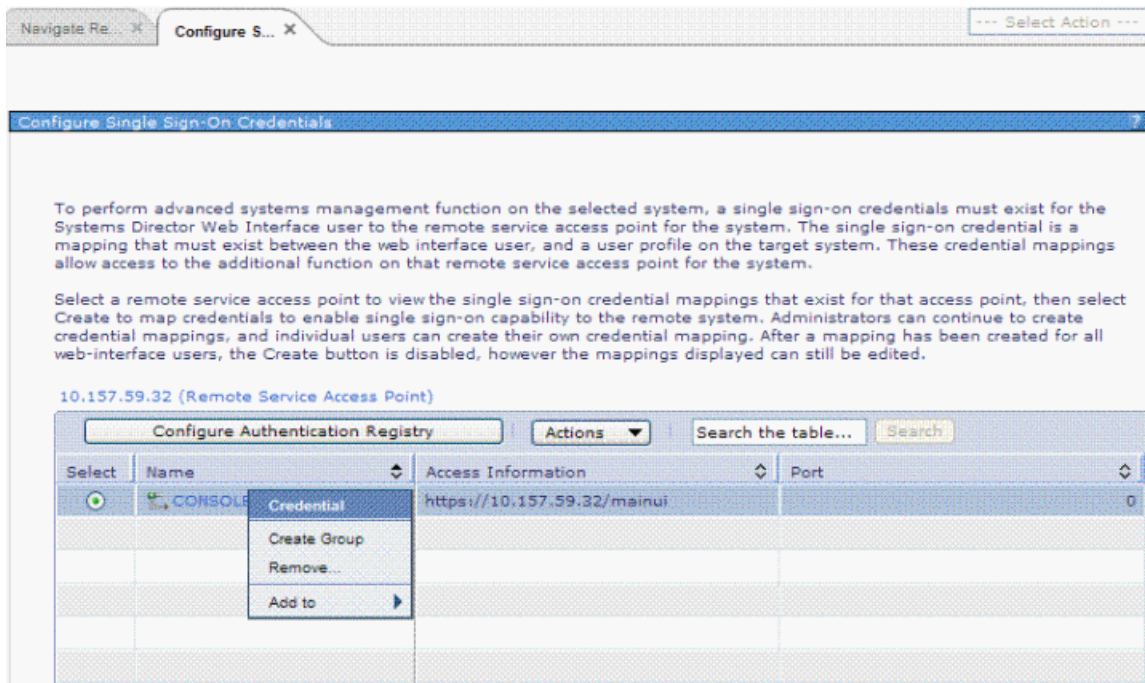 Navigate Re...
Configure S...
--- Select Action ---
Configure Single Sign-On Credentials
?
To perform advanced systems management function on the selected system, a single sign-on credentials must exist for the
Systems Director Web Interface user to the remote service access point for the system. The single sign-on credential is a
mapping that must exist between the web interface user, and a user profile on the target system. These credential mappings
allow access to the additional function on that remote service access point for the system.
Select a remote service access point to view the single sign-on credential mappings that exist for that access point, then select
Create to map credentials to enable single sign-on capability to the remote system. Administrators can continue to create
credential mappings, and individual users can create their own credential mapping. After a mapping has been created for all
web-interface users, the Create button is disabled, however the mappings displayed can still be edited.
10.157.59.32 (Remote Service Access Point)
Configure Authentication Registry
Actions
Search the table...
Search
Select
Name
Access Information
Port
CONSOLE
https://10.157.59.32/mainui
0
Credential
Create Group
Remove...
Add to